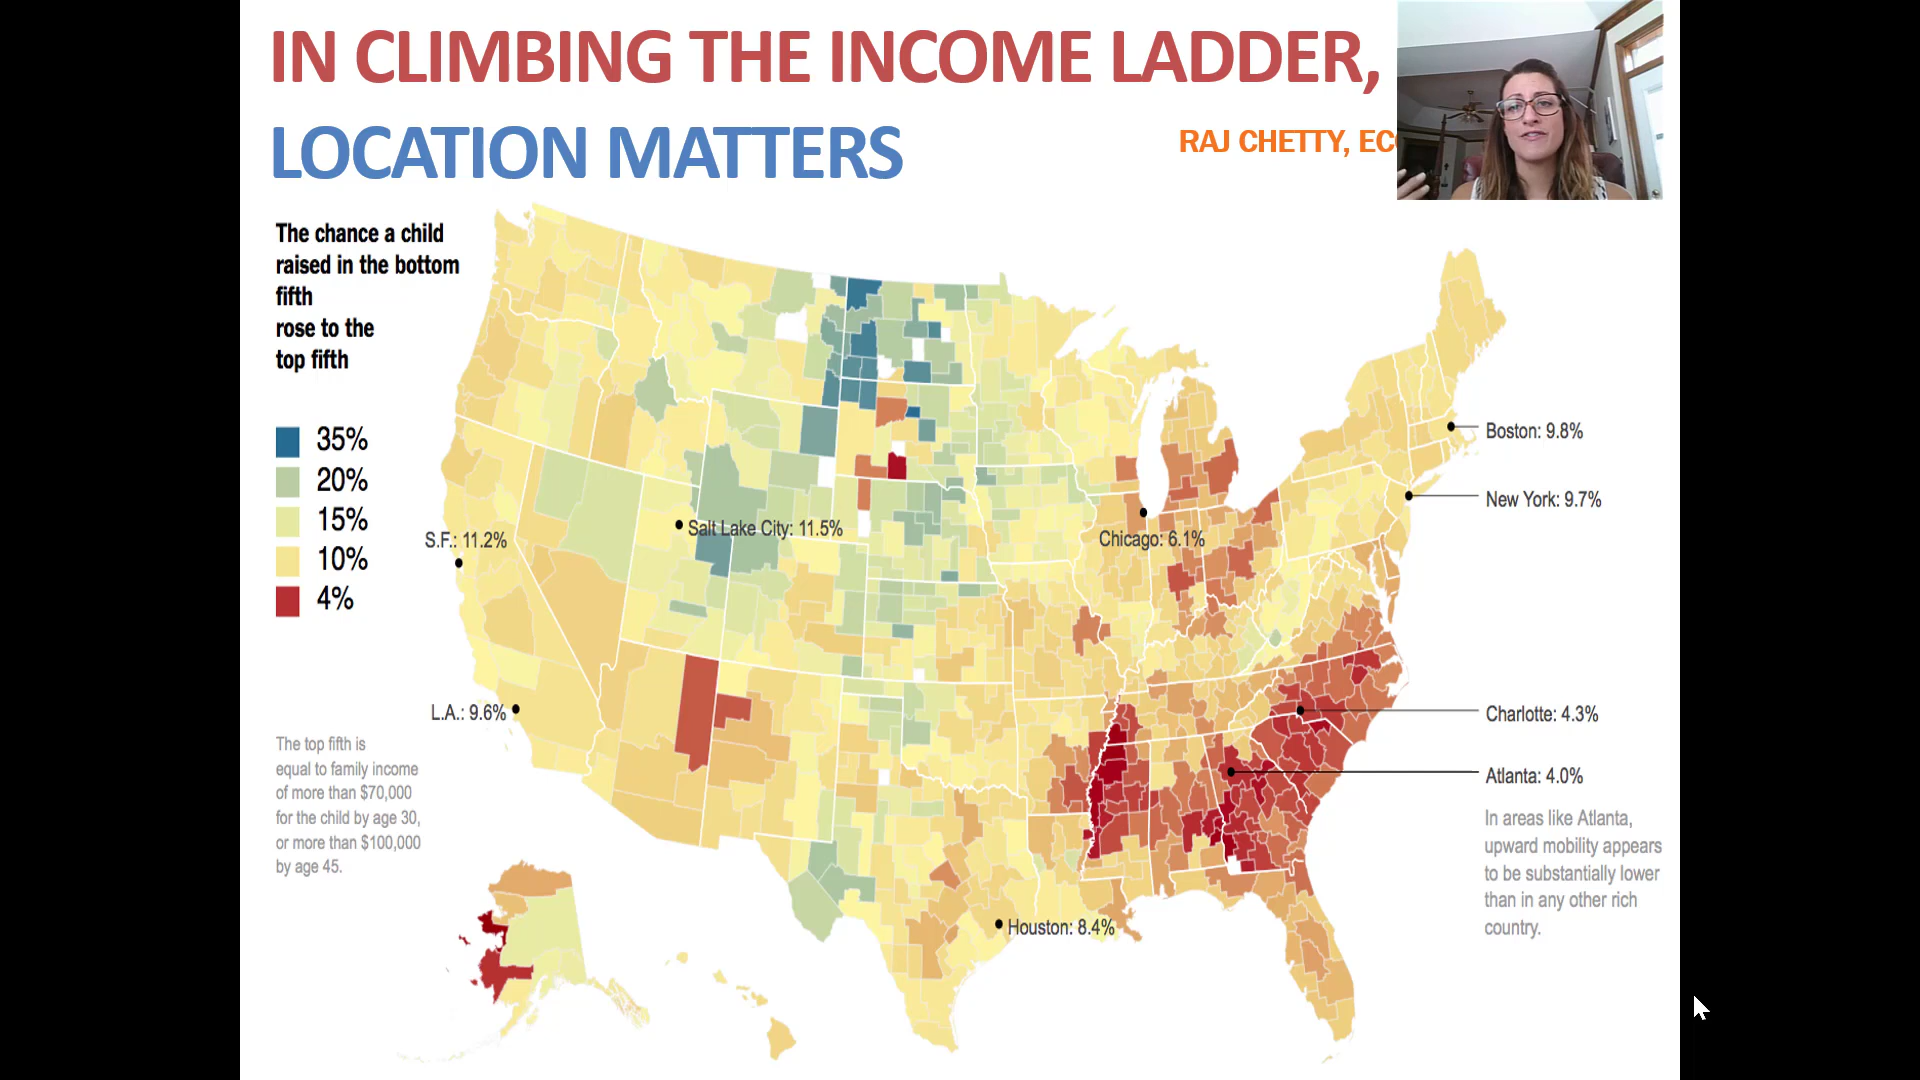 IN CLIMBING THE INCOME LADDER,
LOCATION MATTERS
RAJ CHETTY,
The chance a child
raised in the bottom
fifth
rose to the
top fifth
35%
20%
15%
10%
4%
S.F.: 11.2%
Salt Lake City: 11.5%
L.A.: 9.6%
Chicago: 6.1%
Houston: 8.4%
Boston: 9.8%
New York: 9.7%
Charlotte: 4.3%
Atlanta: 4.0%
In areas like Atlanta,
upward mobility appears
to be substantially lower
than in any other rich
country.
The top fifth is
equal to family income
of more than $70,000
for the child by age 30,
or more than $100,000
by age 45.